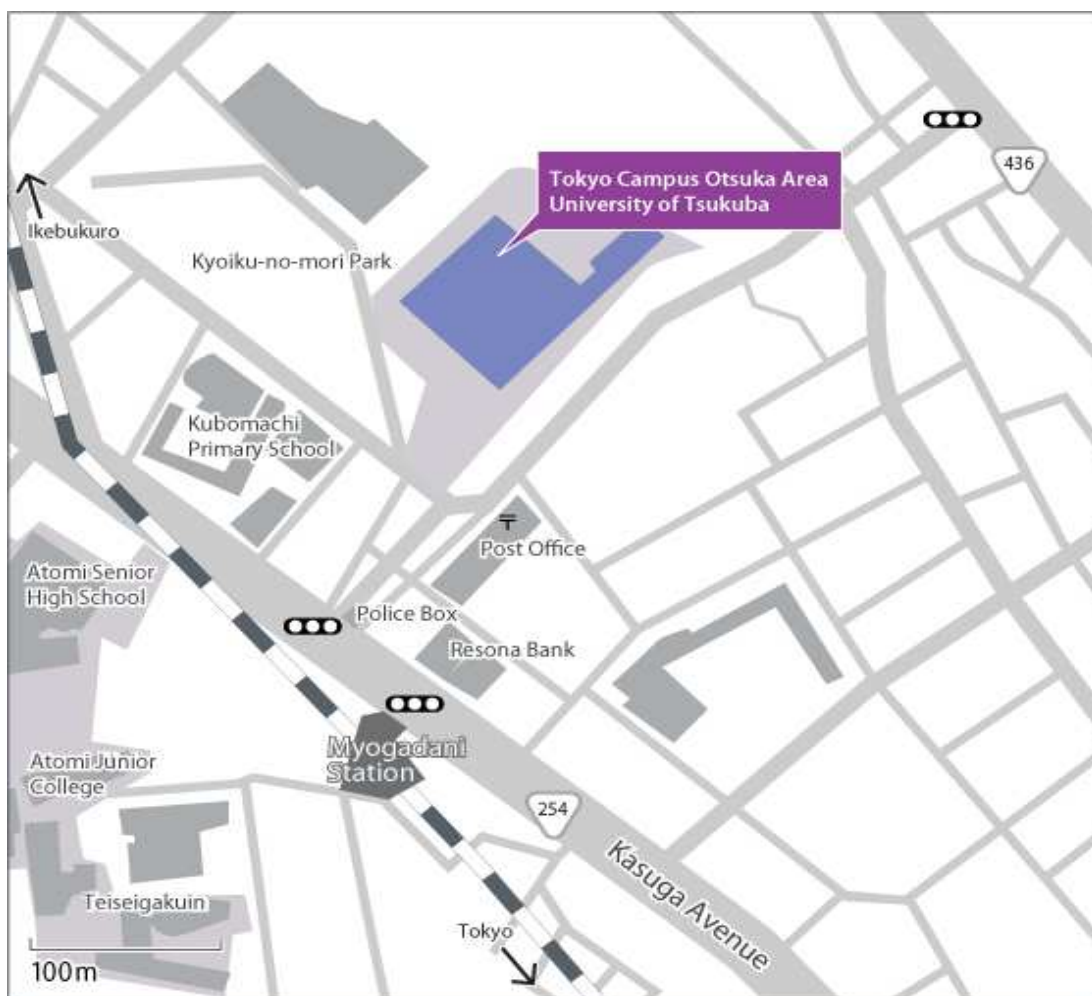 436
Tokyo Campus Otsuka Area
University of Tsukuba
Ikebukuro
Kyoiku-no-mori Park
Kubomachi
Primary School
〒
Post Office
Atomi Senior
High School
Police Box
Resona Bank
Myogadani
Station
Atomi Junior
College
254
Kasuga Avenue
Teiseigakuin
Tokyo
100m